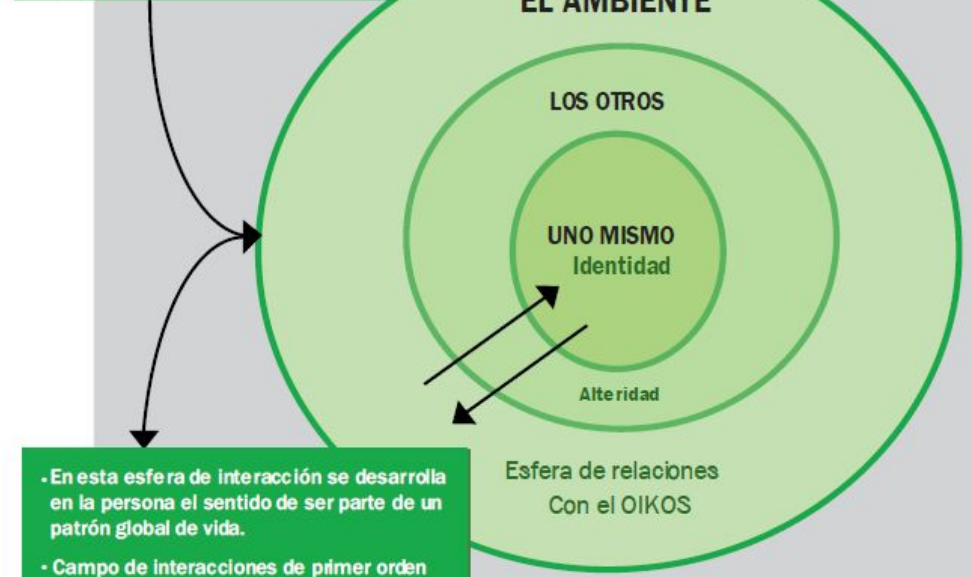 EL AMBIENTE
LOS OTROS
UNO MISMO
Identidad
Alteridad
Esfera de relaciones
Con el OIKOS
• En esta esfera de interacción se desarrolla
en la persona el sentido de ser parte de un
patrón global de vida.
• Campo de interacciones de primer orden